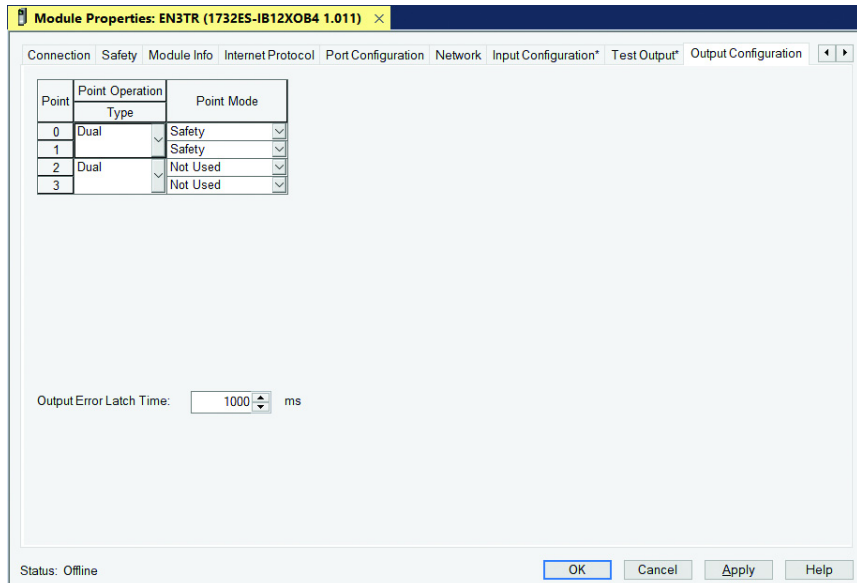 Module Properties: EN3TR (1732ES-IB12XOB4 1.011) ×
Connection Safety Module Info Internet Protocol Port Configuration Network Input Configuration* Test Output* Output Configuration
Point Point Operation Point Mode
Type
0 Dual Safety
1 Safety
2 Dual Not Used
3 Not Used
Output Error Latch Time: 1000 ms
Status: Offline OK Cancel Apply Help